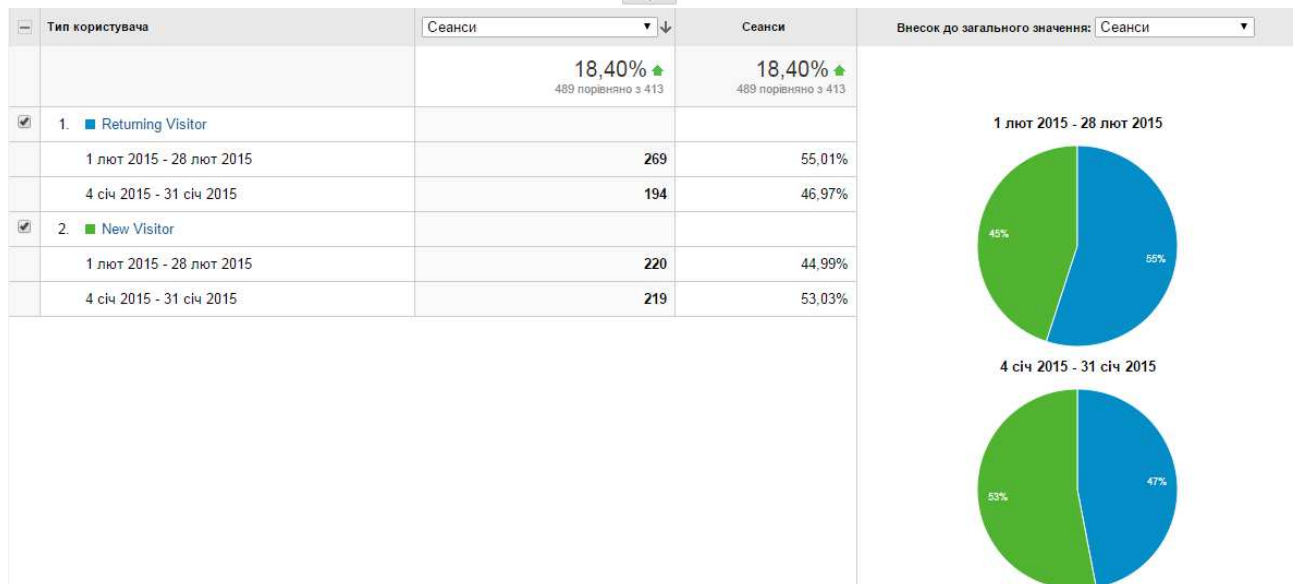 Тип користувача Сеанси Сеанси Внесок до загального значення: Сеанси
18,40% 18,40%
489 порівняно з 413 489 порівняно з 413
1. Returning Visitor
1 лют 2015 - 28 лют 2015 269 55,01%
4 січ 2015 - 31 січ 2015 194 46,97%
2. New Visitor
1 лют 2015 - 28 лют 2015 220 44,99%
4 січ 2015 - 31 січ 2015 219 53,03%
1 лют 2015 - 28 лют 2015
45% 55%
4 січ 2015 - 31 січ 2015
53% 47%